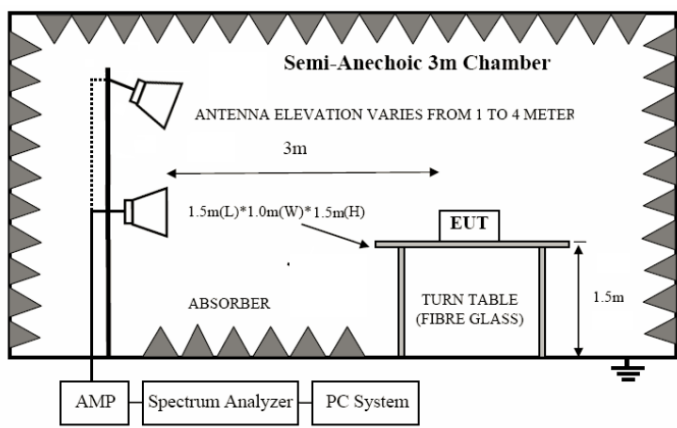 Semi-Anechoic 3m Chamber
ANTENNA ELEVATION VARIES FROM 1 TO 4 METER
3m
1.5m(L)*1.0m(W)*1.5m(H)
EUT
ABSORBER
TURN TABLE
(FIBRE GLASS)
1.5m
AMP
Spectrum Analyzer
PC System